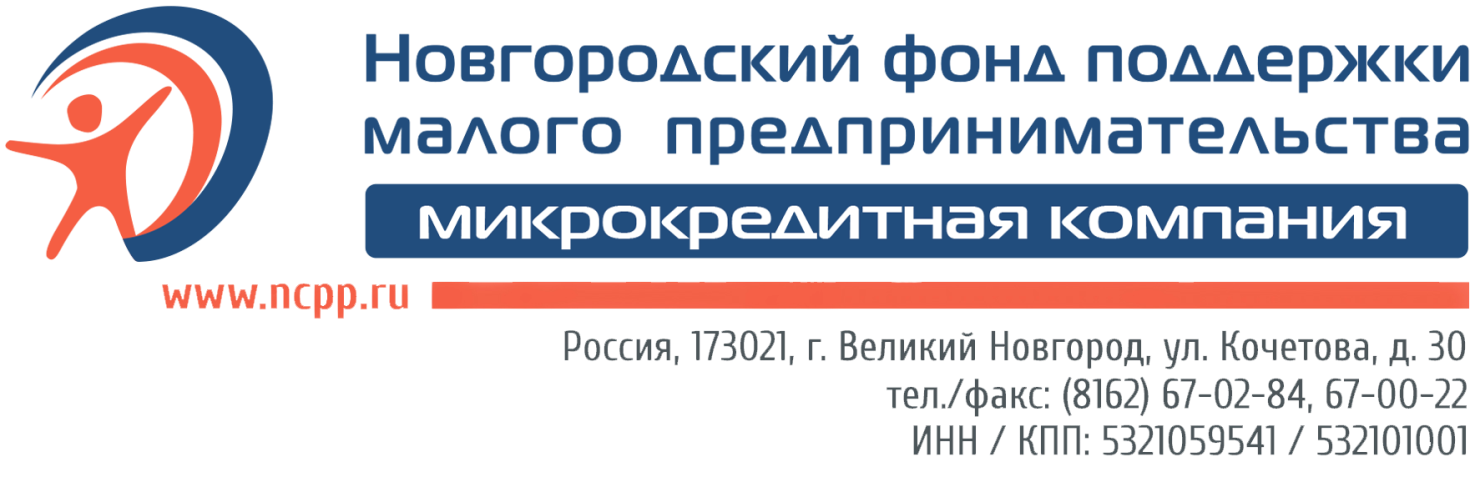 Новгородский фонд поддержки
малого предпринимательства
микрокредитная компания
www.ncpp.ru
Россия, 173021, г. Великий Новгород, ул. Кочетова, д. 30
тел./факс: (8162) 67-02-84, 67-00-22
ИНН / КПП: 5321059541 / 532101001